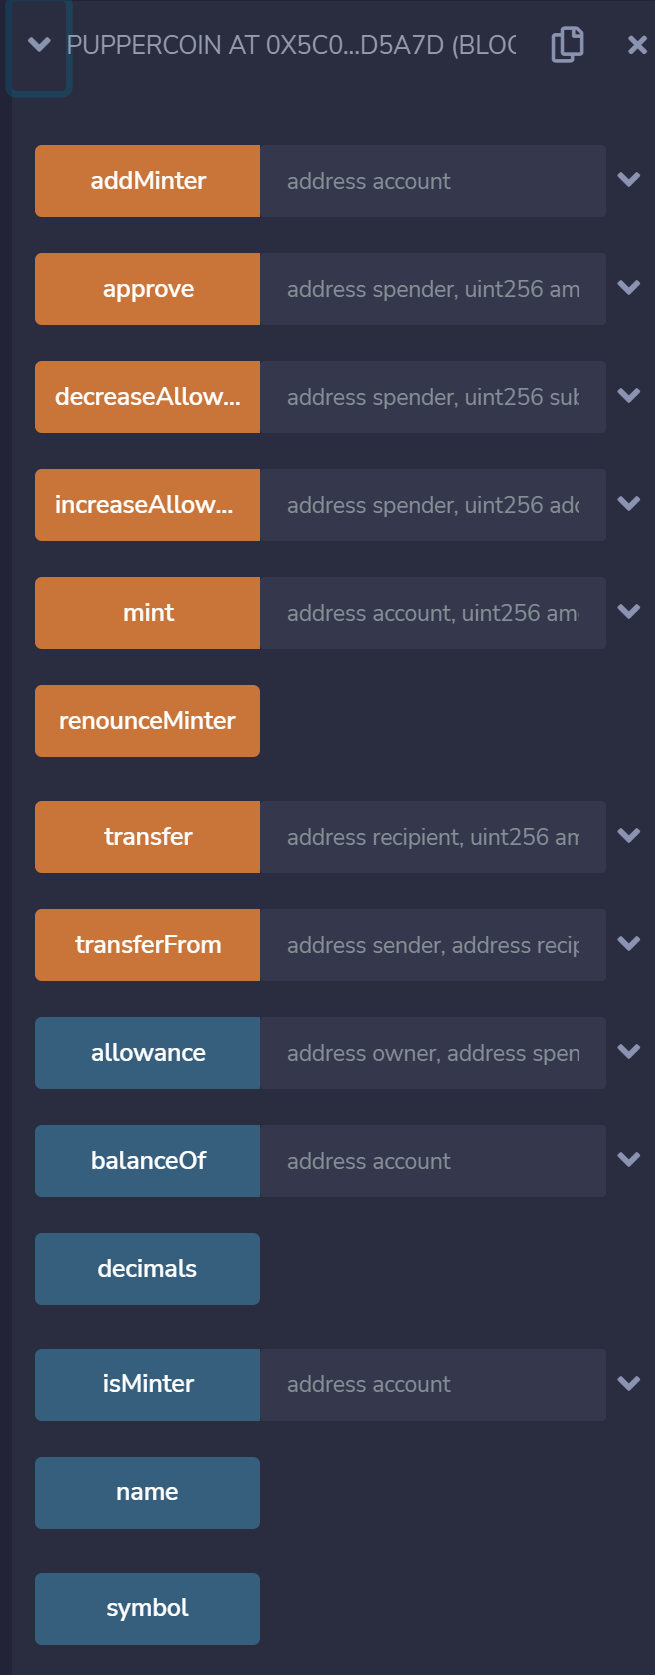 PUPPERCOIN AT 0X5C0...D5A7D (BLOC
addMinter address account
approve address spender, uint256 am
decreaseAllow... address spender, uint256 sub
increaseAllow... address spender, uint256 add
mint address account, uint256 amo
renounceMinter
transfer address recipient, uint256 am
transferFrom address sender, address recip
allowance address owner, address spen
balanceOf address account
decimals
isMinter address account
name
symbol